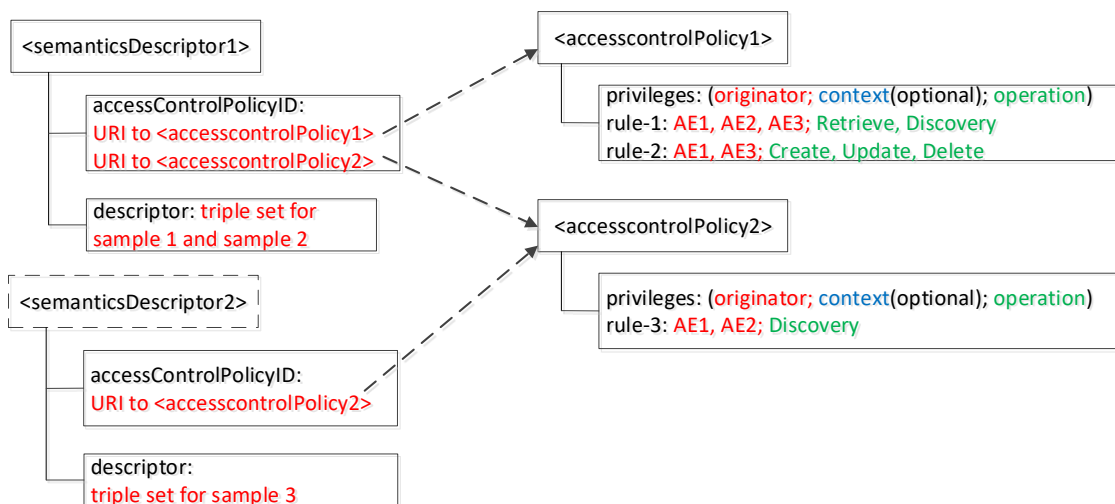 <semanticsDescriptor1>
accessControlPolicyID:
URI to <accesscontrolPolicy1>
URI to <accesscontrolPolicy2>
descriptor: triple set for
sample 1 and sample 2
<semanticsDescriptor2>
accessControlPolicyID:
URI to <accesscontrolPolicy2>
descriptor:
triple set for sample 3
<accesscontrolPolicy1>
privileges: (originator; context(optional); operation)
rule-1: AE1, AE2, AE3; Retrieve, Discovery
rule-2: AE1, AE3; Create, Update, Delete
<accesscontrolPolicy2>
privileges: (originator; context(optional); operation)
rule-3: AE1, AE2; Discovery